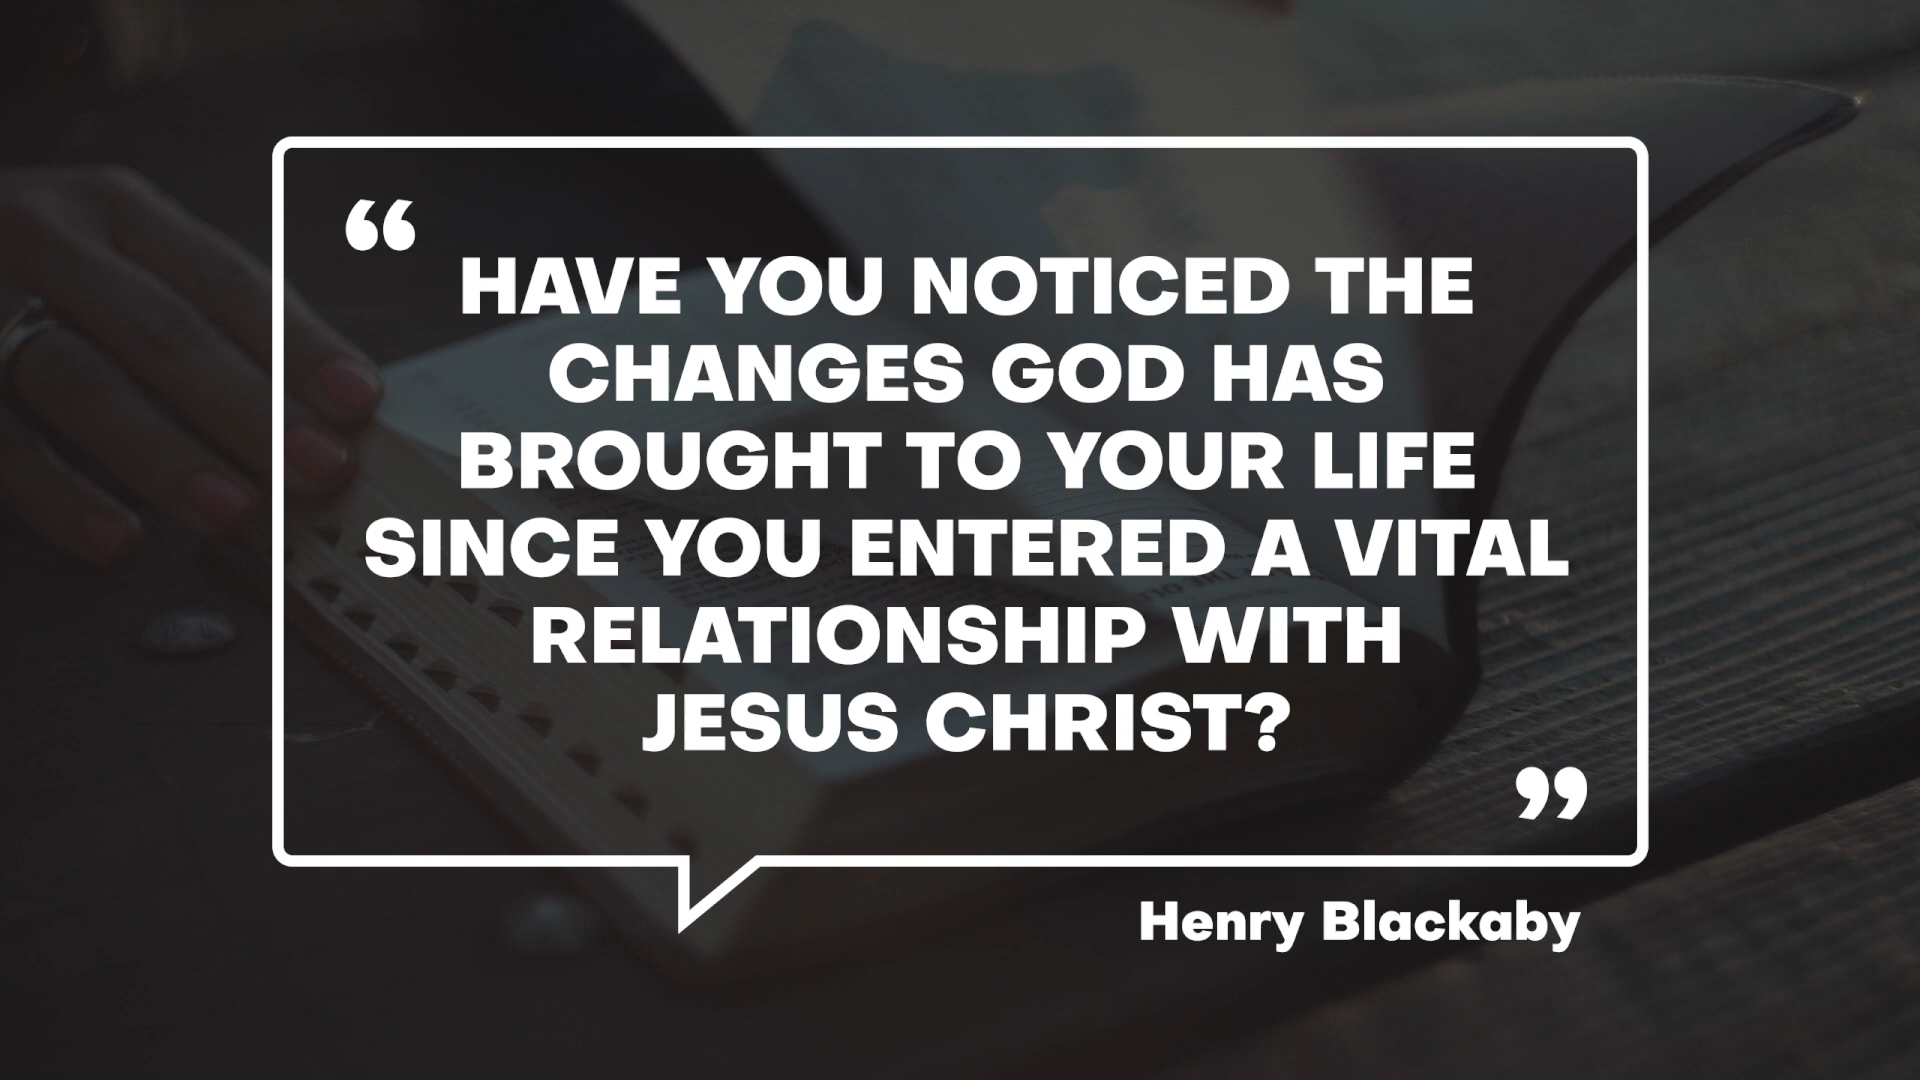 “
HAVE YOU NOTICED THE
CHANGES GOD HAS
BROUGHT TO YOUR LIFE
SINCE YOU ENTERED A VITAL
RELATIONSHIP WITH
JESUS CHRIST?
”
Henry Blackaby